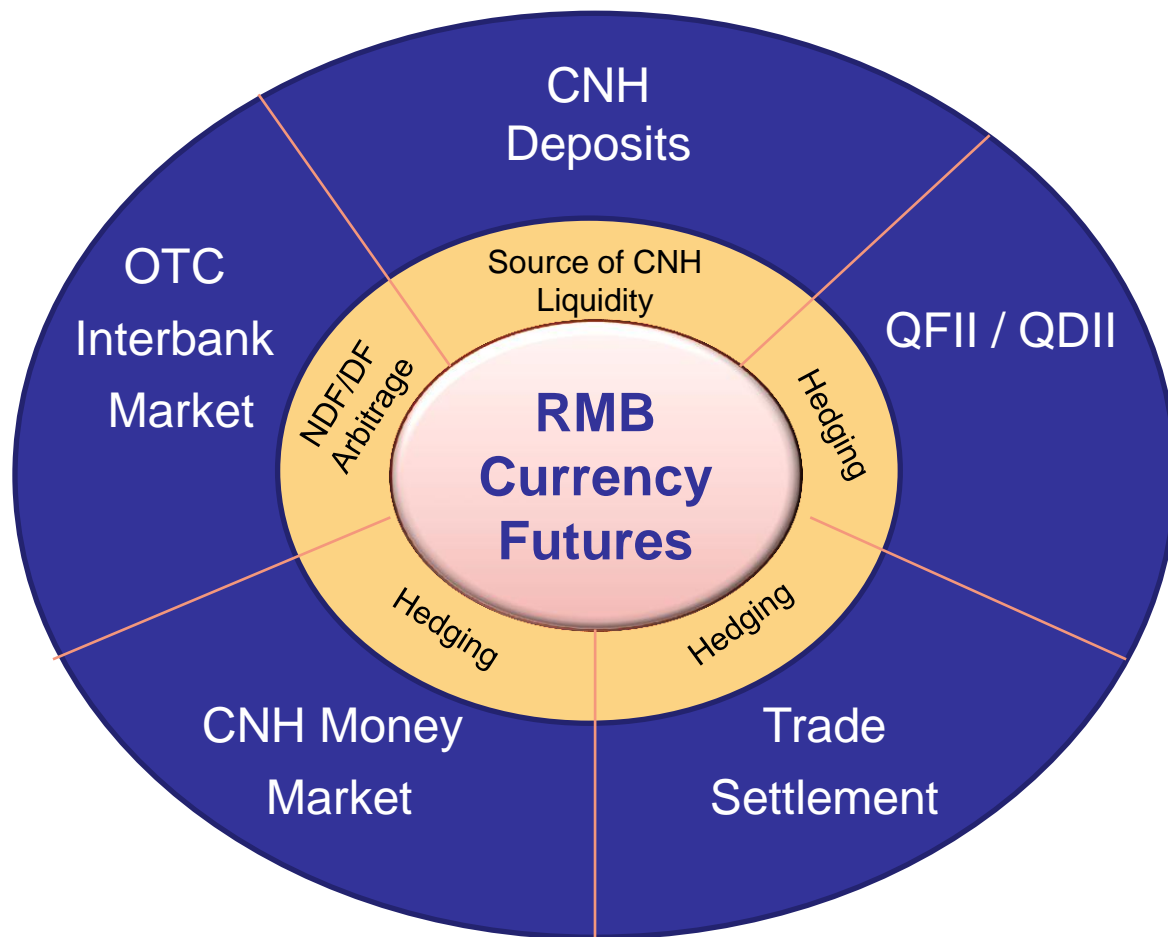 CNH
Deposits
OTC
Interbank
Market
Source of CNH
Liquidity
QFII / QDII
NDF/DF
Arbitrage
Hedging
RMB
Currency
Futures
Hedging
Hedging
CNH Money
Market
Trade
Settlement